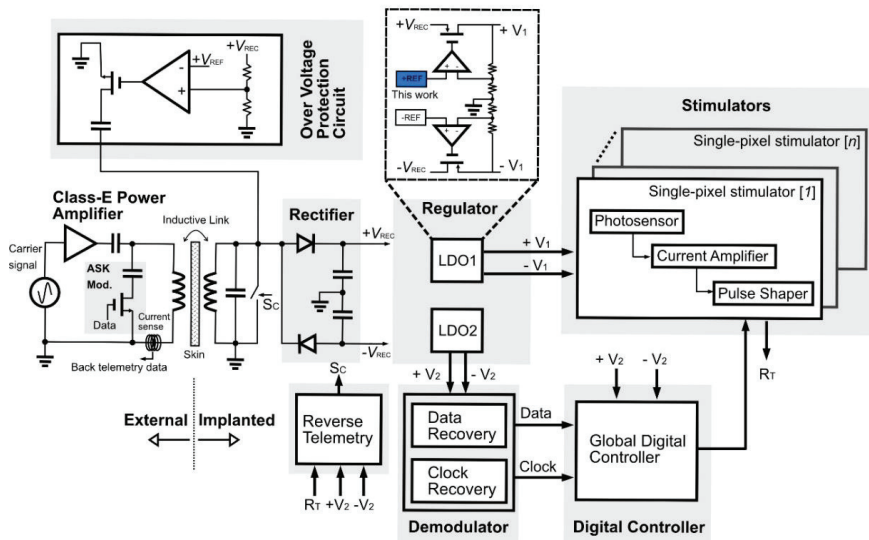 +VREC
+VREF
-
+
Over Voltage
Protection
Circuit
+VREC
+ V1
+ -
+REF
This work
-REF
+ -
-VREC
- V1
Stimulators
Single-pixel stimulator [n]
Single-pixel stimulator [1]
Photosensor
Current Amplifier
Pulse Shaper
RT
Class-E Power
Amplifier
Inductive Link
Carrier
signal
ASK
Mod.
Data
Current
sense
Back telemetry data
Skin
SC
Rectifier
+VREC
-VREC
Regulator
LDO1
+ V1
- V1
LDO2
+ V2
- V2
External
Implanted
SC
Reverse
Telemetry
RT
+V2
-V2
Data
Recovery
Clock
Recovery
Demodulator
Data
Clock
+ V2
- V2
Global Digital
Controller
Digital Controller